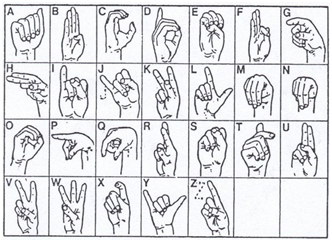 A B C D E F G
H I J K L M N
O P Q R S T U
V W X Y Z